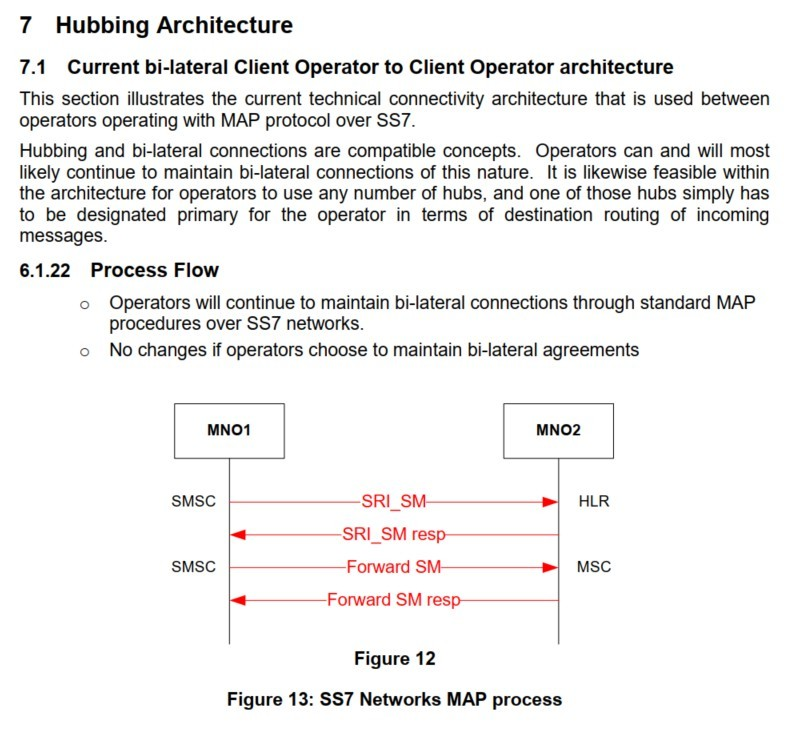 7 Hubbing Architecture
7.1 Current bi-lateral Client Operator to Client Operator architecture
This section illustrates the current technical connectivity architecture that is used between
operators operating with MAP protocol over SS7.
Hubbing and bi-lateral connections are compatible concepts. Operators can and will most
likely continue to maintain bi-lateral connections of this nature. It is likewise feasible within
the architecture for operators to use any number of hubs, and one of those hubs simply has
to be designated primary for the operator in terms of destination routing of incoming
messages.
6.1.22 Process Flow
o Operators will continue to maintain bi-lateral connections through standard MAP
procedures over SS7 networks.
o No changes if operators choose to maintain bi-lateral agreements
MNO1 MNO2
SMSC SRI_SM HLR
SRI_SM resp
SMSC Forward SM MSC
Forward SM resp
Figure 12
Figure 13: SS7 Networks MAP process